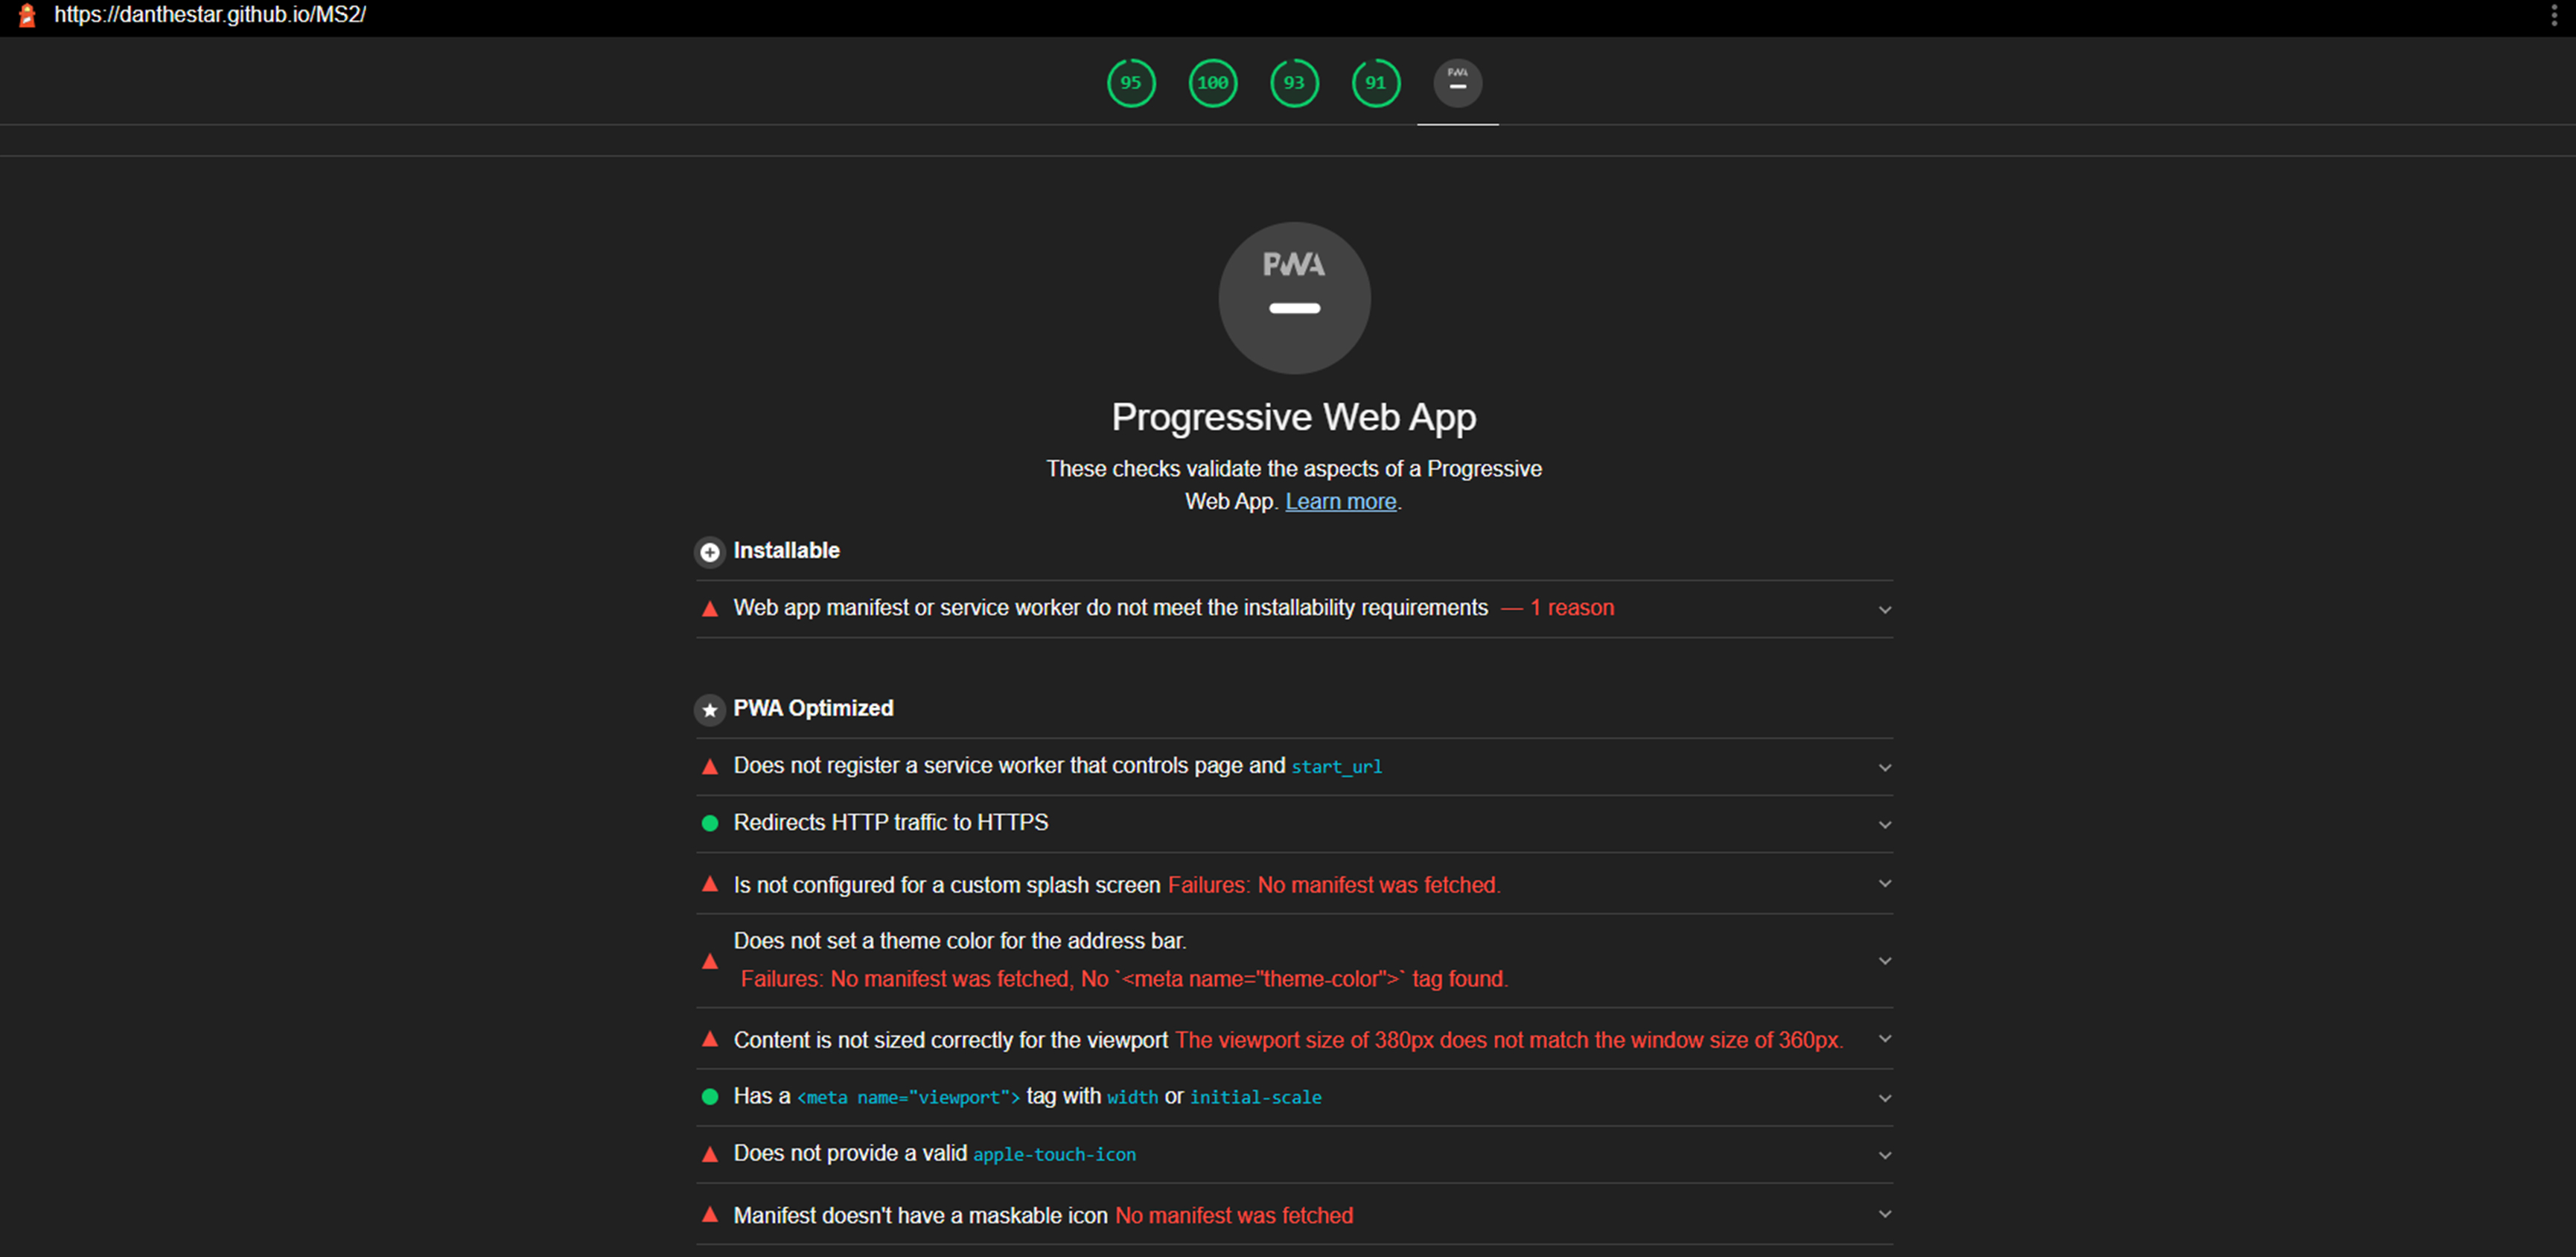 https://danthestar.github.io/MS2/
95 100 93 91 PWA
PWA
Progressive Web App
These checks validate the aspects of a Progressive
Web App. Learn more.
Installable
Web app manifest or service worker do not meet the installability requirements — 1 reason
PWA Optimized
Does not register a service worker that controls page and start_url
Redirects HTTP traffic to HTTPS
Is not configured for a custom splash screen Failures: No manifest was fetched.
Does not set a theme color for the address bar.
Failures: No manifest was fetched, No `<meta name="theme-color">` tag found.
Content is not sized correctly for the viewport The viewport size of 380px does not match the window size of 360px.
Has a <meta name="viewport"> tag with width or initial-scale
Does not provide a valid apple-touch-icon
Manifest doesn't have a maskable icon No manifest was fetched